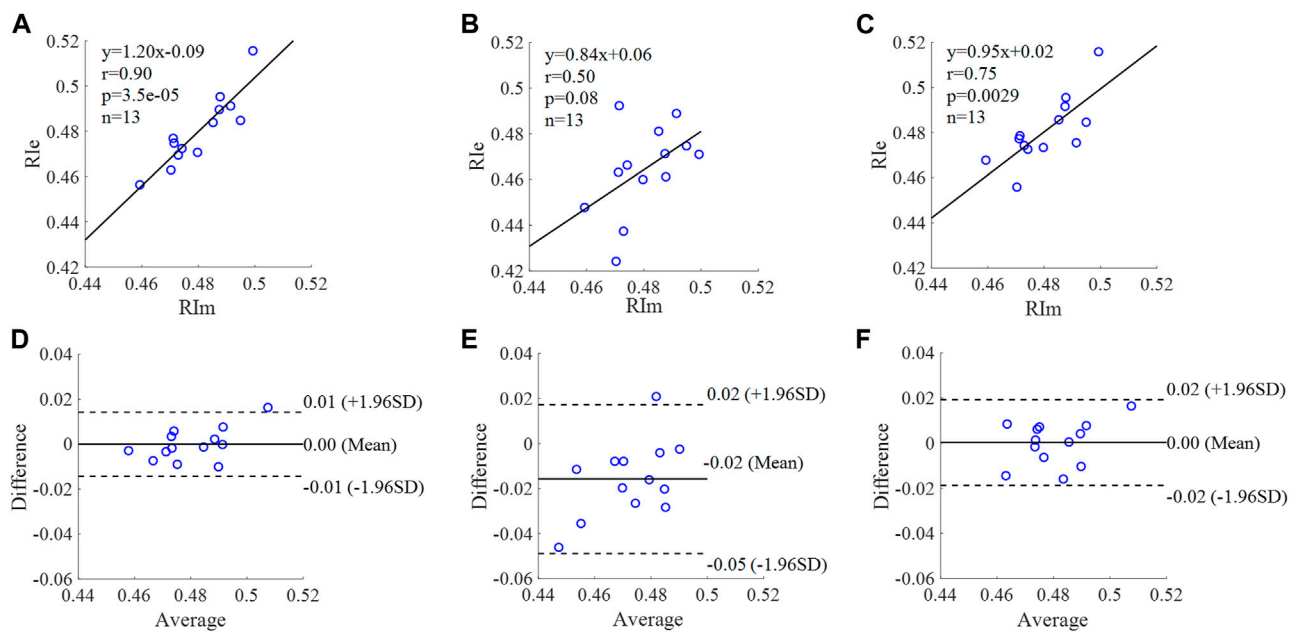 A
y=1.20x-0.09
r=0.90
p=3.5e-05
n=13
0.52
0.5
0.48
0.46
0.44
0.42
RIe
0.44 0.46 0.48 0.5 0.52
RIm
B
y=0.84x+0.06
r=0.50
p=0.08
n=13
0.52
0.5
0.48
0.46
0.44
0.42
RIe
0.44 0.46 0.48 0.5 0.52
RIm
C
y=0.95x+0.02
r=0.75
p=0.0029
n=13
0.52
0.5
0.48
0.46
0.44
0.42
RIe
0.44 0.46 0.48 0.5 0.52
RIm
D
0.04
0.02
0
-0.02
-0.04
-0.06
Difference
0.01 (+1.96SD)
0.00 (Mean)
-0.01 (-1.96SD)
0.44 0.46 0.48 0.5 0.52
Average
E
0.04
0.02
0
-0.02
-0.04
-0.06
Difference
0.02 (+1.96SD)
-0.02 (Mean)
-0.05 (-1.96SD)
0.44 0.46 0.48 0.5 0.52
Average
F
0.04
0.02
0
-0.02
-0.04
-0.06
Difference
0.02 (+1.96SD)
0.00 (Mean)
-0.02 (-1.96SD)
0.44 0.46 0.48 0.5 0.52
Average